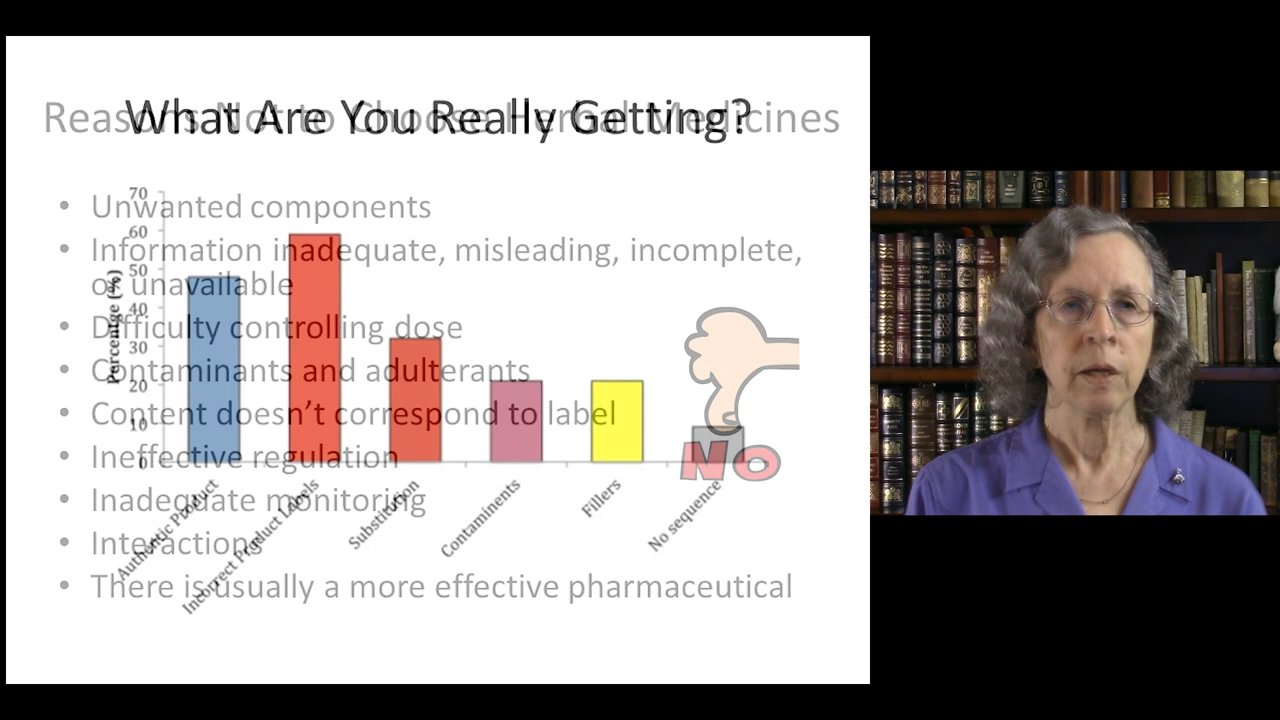 Reasons Not to Choose Herbal Medicines
What Are You Really Getting?
• Unwanted components
• Information inadequate, misleading, incomplete,
or unavailable
• Difficulty controlling dose
• Contaminants and adulterants
• Content doesn’t correspond to label
• Ineffective regulation
• Inadequate monitoring
• Interactions
• There is usually a more effective pharmaceutical
Percentage (%)
70
60
50
40
30
20
10
0
Authentic Product
Incorrect Product Labels
Substitution
Contaminents
Fillers
No sequence
No